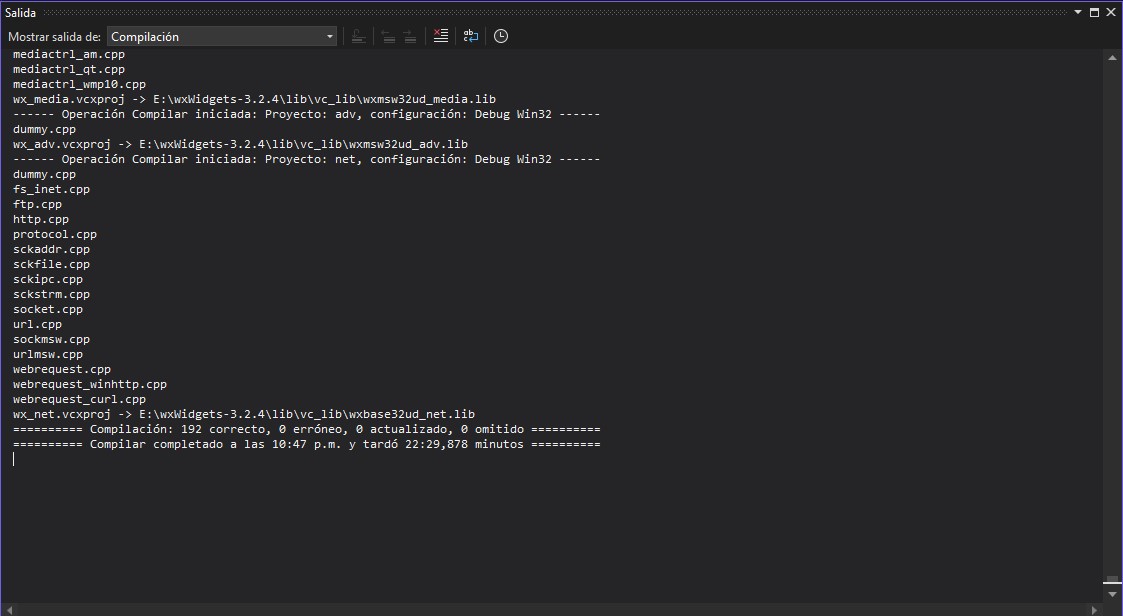 Salida
Mostrar salida de: Compilación
mediactrl_am.cpp
mediactrl_qt.cpp
mediactrl_wmp10.cpp
wx_media.vcxproj -> E:\wxWidgets-3.2.4\lib\vc_lib\wxmsw32ud_media.lib
------ Operación Compilar iniciada: Proyecto: adv, configuración: Debug Win32 ------
dummy.cpp
wx_adv.vcxproj -> E:\wxWidgets-3.2.4\lib\vc_lib\wxmsw32ud_adv.lib
------ Operación Compilar iniciada: Proyecto: net, configuración: Debug Win32 ------
dummy.cpp
fs_inet.cpp
ftp.cpp
http.cpp
protocol.cpp
sckaddr.cpp
sckfile.cpp
sckipc.cpp
sckstrm.cpp
socket.cpp
url.cpp
sockmsw.cpp
urlmsw.cpp
webrequest.cpp
webrequest_winhttp.cpp
webrequest_curl.cpp
wx_net.vcxproj -> E:\wxWidgets-3.2.4\lib\vc_lib\wxbase32ud_net.lib
========== Compilación: 192 correcto, 0 erróneo, 0 actualizado, 0 omitido ==========
========== Compilar completado a las 10:47 p.m. y tardó 22:29,878 minutos ==========